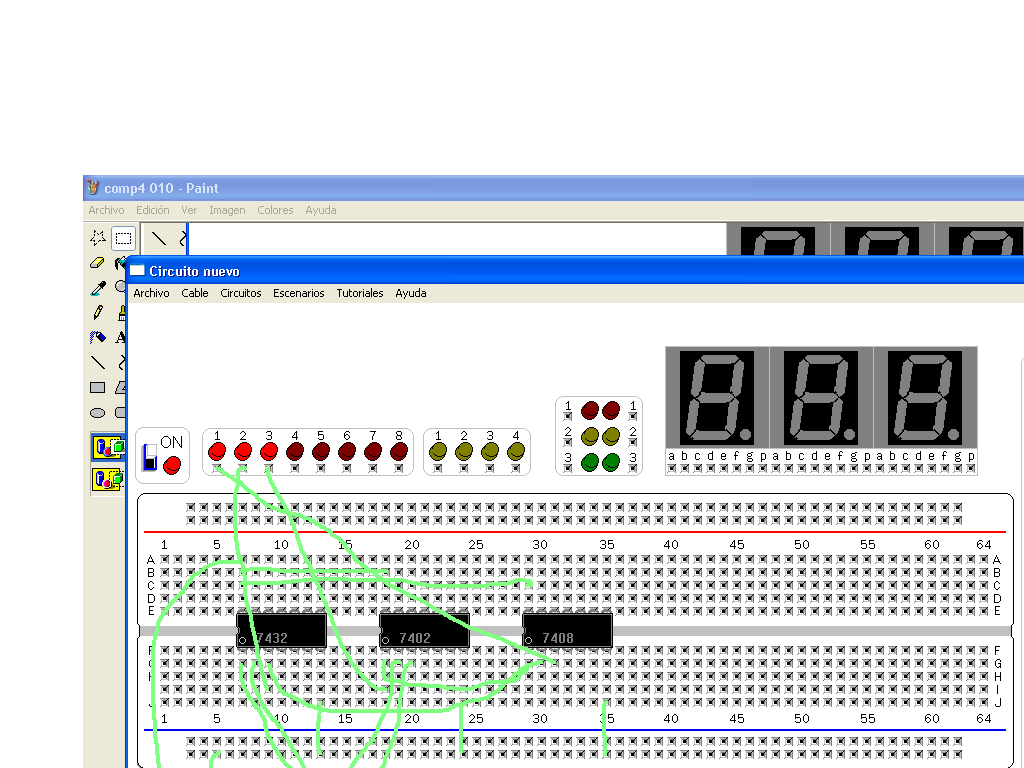 comp4 010 - Paint
Archivo Edición Ver Imagen Colores Ayuda
Circuito nuevo
Archivo Cable Circuitos Escenarios Tutoriales Ayuda
ON
1 2 3 4 5 6 7 8
1 2 3 4
1 1
2 2
3 3
a b c d e f g p a b c d e f g p a b c d e f g p
1 5 10 15 20 25 30 35 40 45 50 55 60 64
A A
B B
C C
D D
E E
7432 7402 7408
F F
G G
H H
I I
J J
1 5 10 15 20 25 30 35 40 45 50 55 60 64